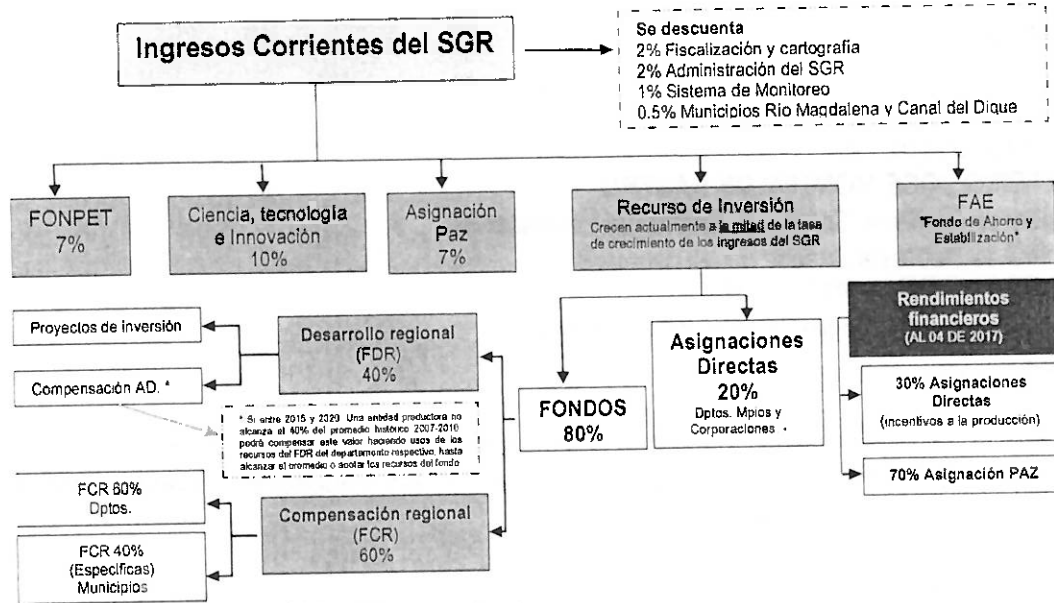 Ingresos Corrientes del SGR
Se descuenta
2% Fiscalización y cartografía
2% Administración del SGR
1% Sistema de Monitoreo
0.5% Municipios Rio Magdalena y Canal del Dique
FONPET
7%
Ciencia, tecnología
e Innovación
10%
Asignación
Paz
7%
Recurso de Inversión
Crecen actualmente a la mitad de la tasa
de crecimiento de los ingresos del SGR
FAE
"Fondo de Ahorro y
Estabilización"
Proyectos de inversión
Compensación AD. *
Desarrollo regional
(FDR)
40%
* Si entre 2015 y 2020 Una entidad productora no
alcanza el 40% del promedio histórico 2007-2010
podrá compensar este valor haciendo usos de los
recursos del FDR del departamento respectivo, hasta
alcanzar el promedio o agotar los recursos del fondo
FONDOS
80%
Asignaciones
Directas
20%
Dptos. Mpios y
Corporaciones
Rendimientos
financieros
(AL 04 DE 2017)
30% Asignaciones
Directas
(incentivos a la producción)
70% Asignación PAZ
FCR 60%
Dptos.
FCR 40%
(Específicas)
Municipios
Compensación regional
(FCR)
60%